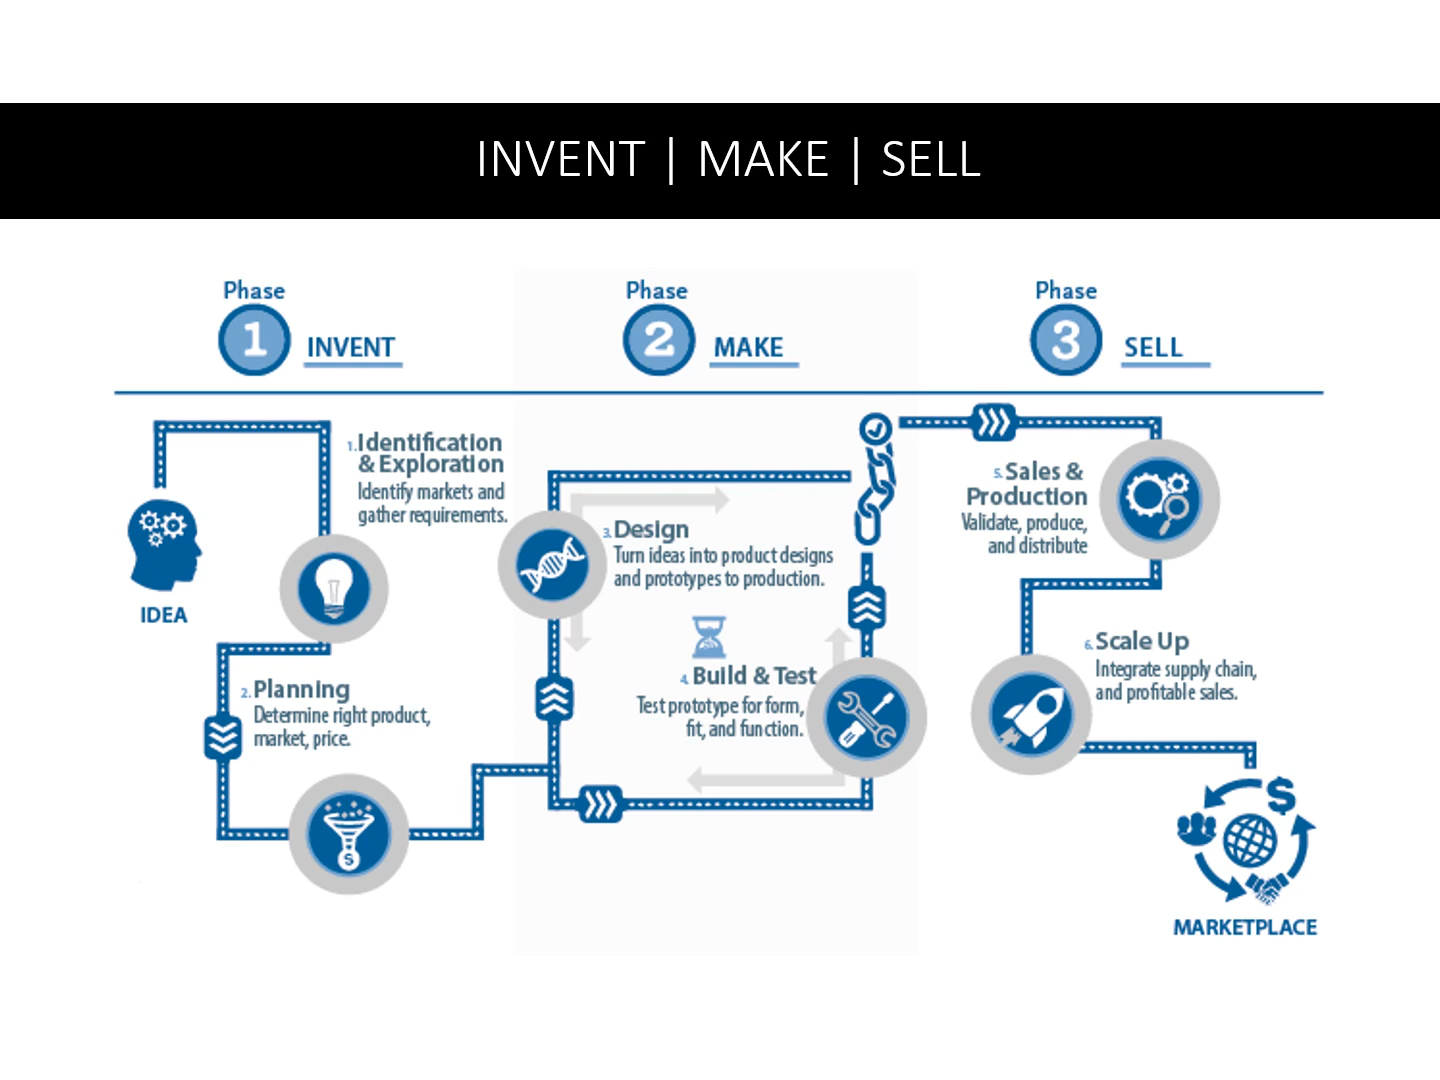 INVENT | MAKE | SELL
Phase
1
INVENT
Phase
2
MAKE
Phase
3
SELL
IDEA
1. Identification
& Exploration
Identify markets and
gather requirements.
2. Planning
Determine right product,
market, price.
$
3. Design
Turn ideas into product designs
and prototypes to production.
4. Build & Test
Test prototype for form,
fit, and function.
5. Sales &
Production
Validate, produce,
and distribute
6. Scale Up
Integrate supply chain,
and profitable sales.
$
MARKETPLACE